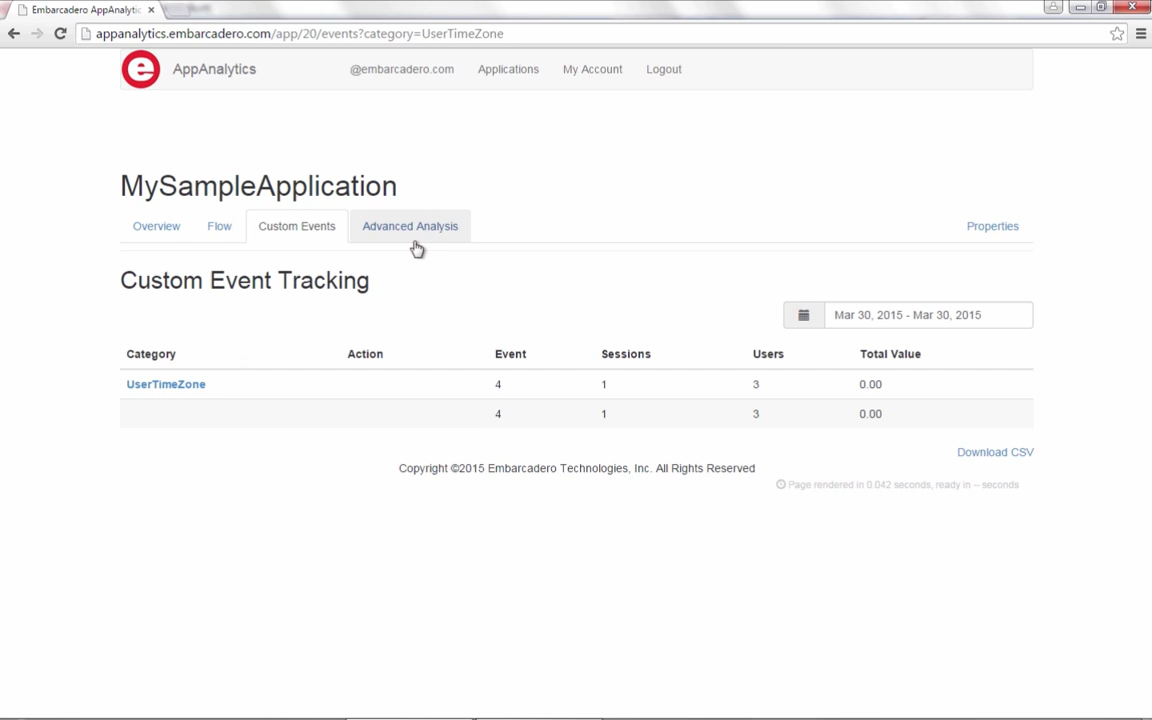 Embarcadero AppAnalytic
appanalytics.embarcadero.com/app/20/events?category=UserTimeZone
e AppAnalytics @embarcadero.com Applications My Account Logout
MySampleApplication
Overview Flow Custom Events Advanced Analysis Properties
Custom Event Tracking
Mar 30, 2015 - Mar 30, 2015
Category Action Event Sessions Users Total Value
UserTimeZone 4 1 3 0.00
4 1 3 0.00
Download CSV
Copyright ©2015 Embarcadero Technologies, Inc. All Rights Reserved
Page rendered in 0.042 seconds, ready in – seconds